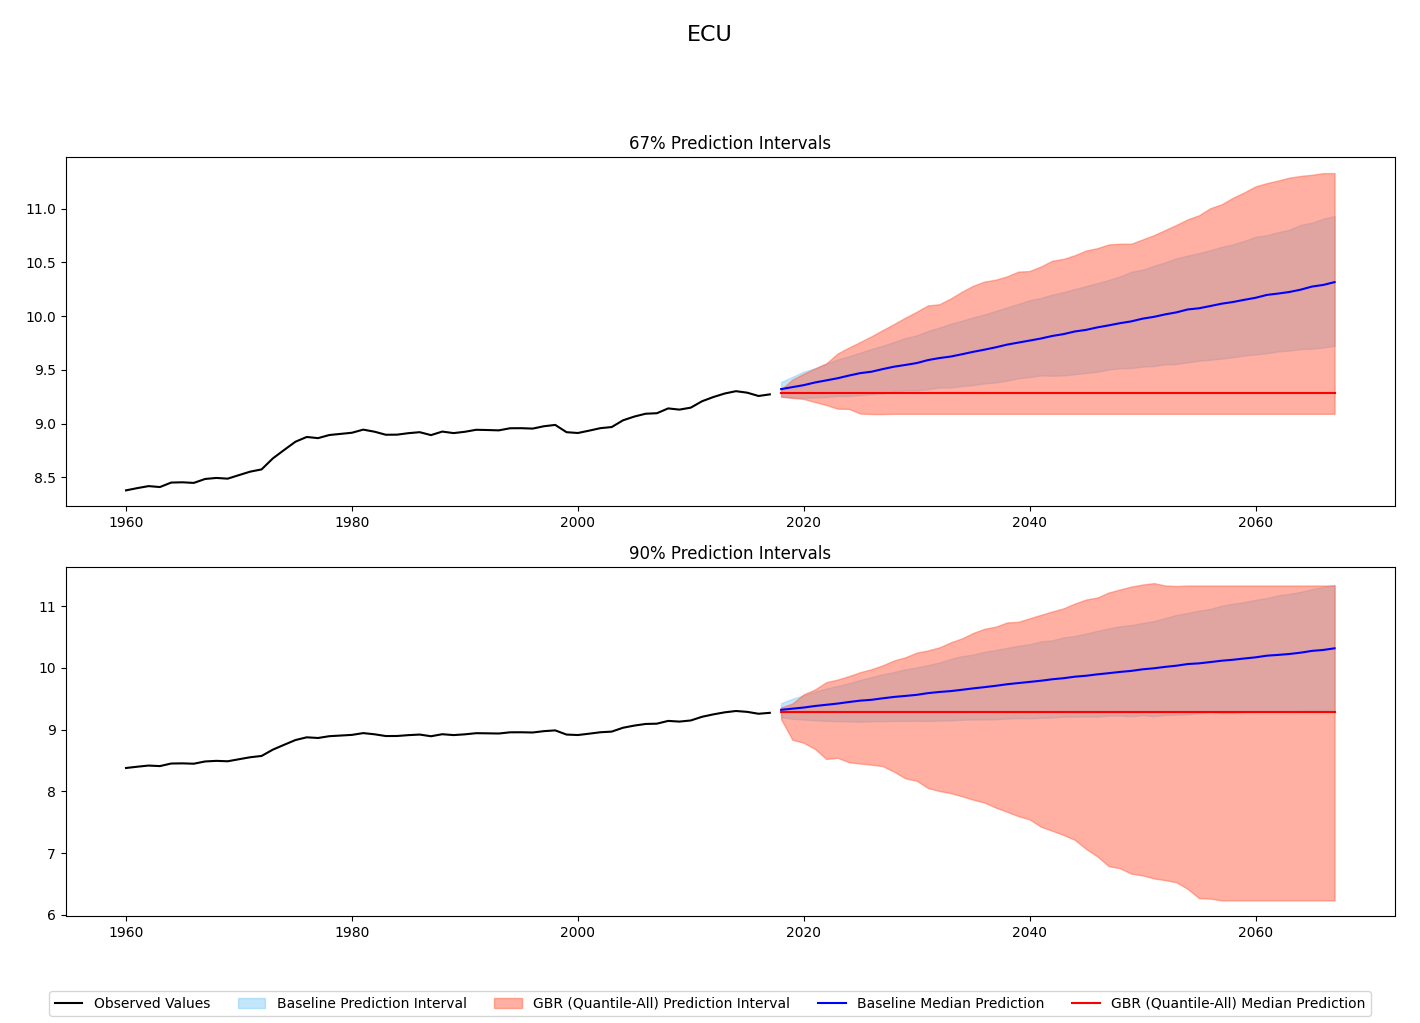 ECU
67% Prediction Intervals
11.0
10.5
10.0
9.5
9.0
8.5
1960 1980 2000 2020 2040 2060
90% Prediction Intervals
11
10
9
8
7
6
1960 1980 2000 2020 2040 2060
Observed Values Baseline Prediction Interval GBR (Quantile-All) Prediction Interval Baseline Median Prediction GBR (Quantile-All) Median Prediction